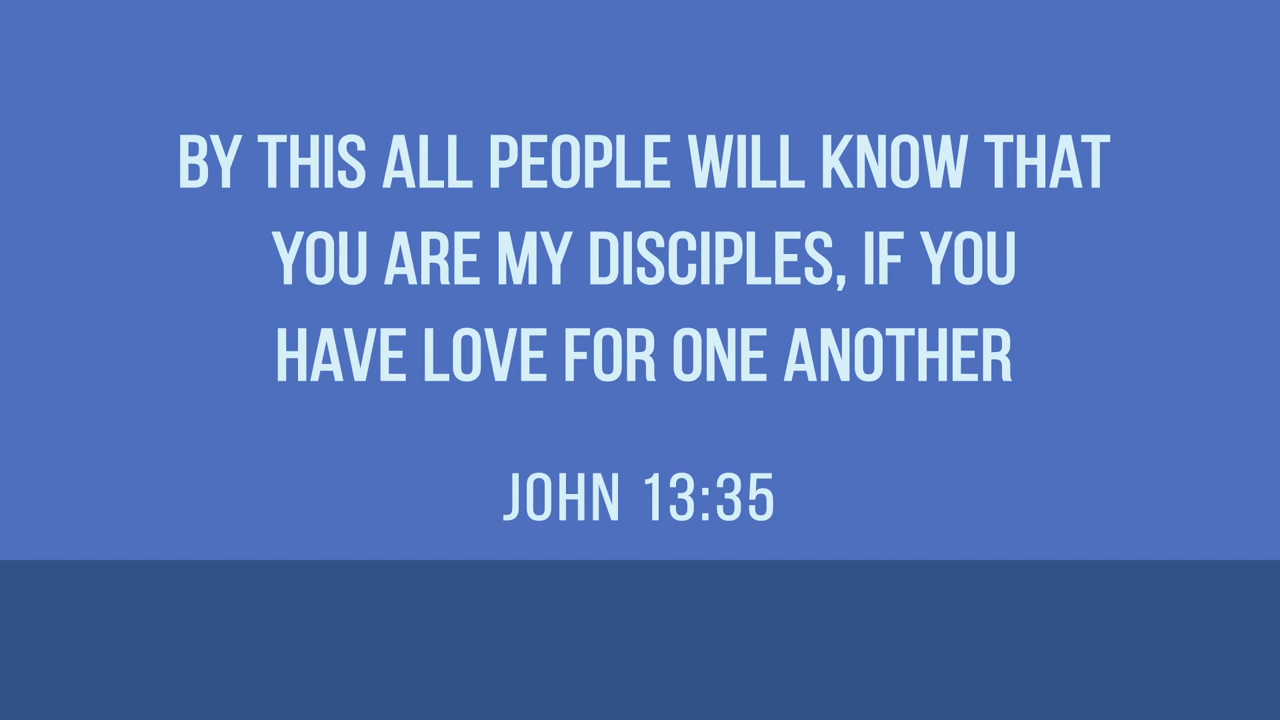 BY THIS ALL PEOPLE WILL KNOW THAT
YOU ARE MY DISCIPLES, IF YOU
HAVE LOVE FOR ONE ANOTHER
JOHN 13:35